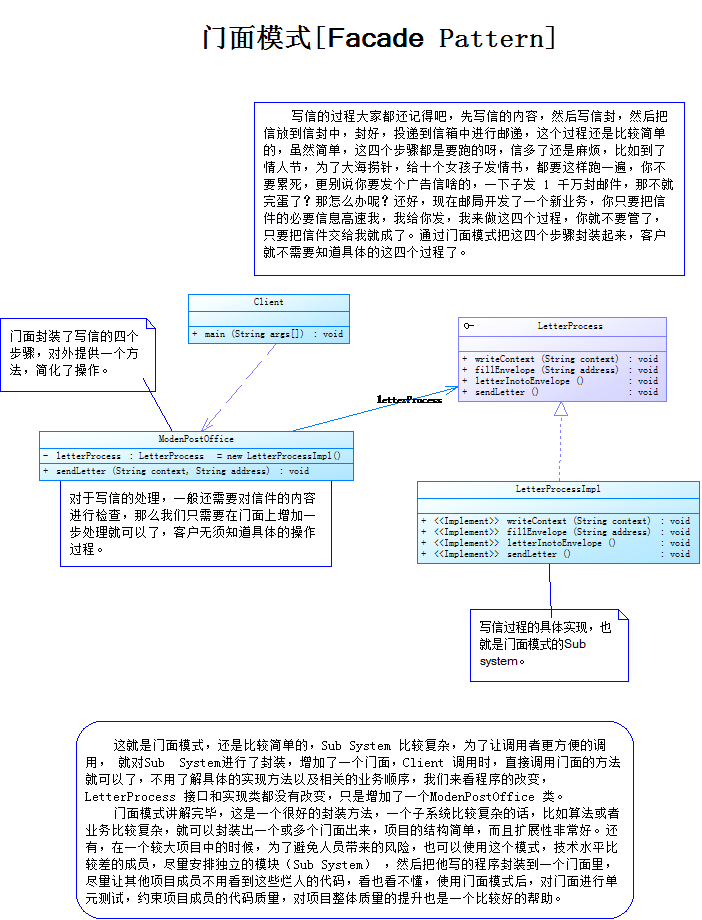 门面模式[Facade Pattern]
写信的过程大家都还记得吧，先写信的内容，然后写信封，然后把
信放到信封中，封好，投递到信箱中进行邮递，这个过程还是比较简单
的，虽然简单，这四个步骤都是要跑的呀，信多了还是麻烦，比如到了
情人节，为了大海捞针，给十个女孩子发情书，都要这样跑一遍，你不
要累死，更别说你要发个广告信啥的，一下子发 1 千万封邮件，那不就
完蛋了？那怎么办呢？还好，现在邮局开发了一个新业务，你只要把信
件的必要信息高速我，我给你发，我来做这四个过程，你就不要管了，
只要把信件交给我就成了。通过门面模式把这四个步骤封装起来，客户
就不需要知道具体的这四个过程了。
Client
+ main (String args[]) : void
门面封装了写信的四个
步骤，对外提供一个方
法，简化了操作。
LetterProcess
+ writeContext (String context) : void
+ fillEnvelope (String address) : void
+ letterInotoEnvelope () : void
+ sendLetter () : void
letterProcess
ModenPostOffice
- letterProcess : LetterProcess = new LetterProcessImpl()
+ sendLetter (String context, String address) : void
对于写信的处理，一般还需要对信件的内容
进行检查，那么我们只需要在门面上增加一
步处理就可以了，客户无须知道具体的操作
过程。
LetterProcessImpl
+ <<Implement>> writeContext (String context) : void
+ <<Implement>> fillEnvelope (String address) : void
+ <<Implement>> letterInotoEnvelope () : void
+ <<Implement>> sendLetter () : void
写信过程的具体实现，也
就是门面模式的Sub
system。
这就是门面模式，还是比较简单的，Sub System 比较复杂，为了让调用者更方便的调
用， 就对Sub System进行了封装，增加了一个门面，Client 调用时，直接调用门面的方法
就可以了，不用了解具体的实现方法以及相关的业务顺序，我们来看程序的改变，
LetterProcess 接口和实现类都没有改变，只是增加了一个ModenPostOffice 类。
门面模式讲解完毕，这是一个很好的封装方法，一个子系统比较复杂的话，比如算法或者
业务比较复杂，就可以封装出一个或多个门面出来，项目的结构简单，而且扩展性非常好。还
有，在一个较大项目中的时候，为了避免人员带来的风险，也可以使用这个模式，技术水平比
较差的成员，尽量安排独立的模块（Sub System） ，然后把他写的程序封装到一个门面里，
尽量让其他项目成员不用看到这些烂人的代码，看也看不懂，使用门面模式后，对门面进行单
元测试，约束项目成员的代码质量，对项目整体质量的提升也是一个比较好的帮助。